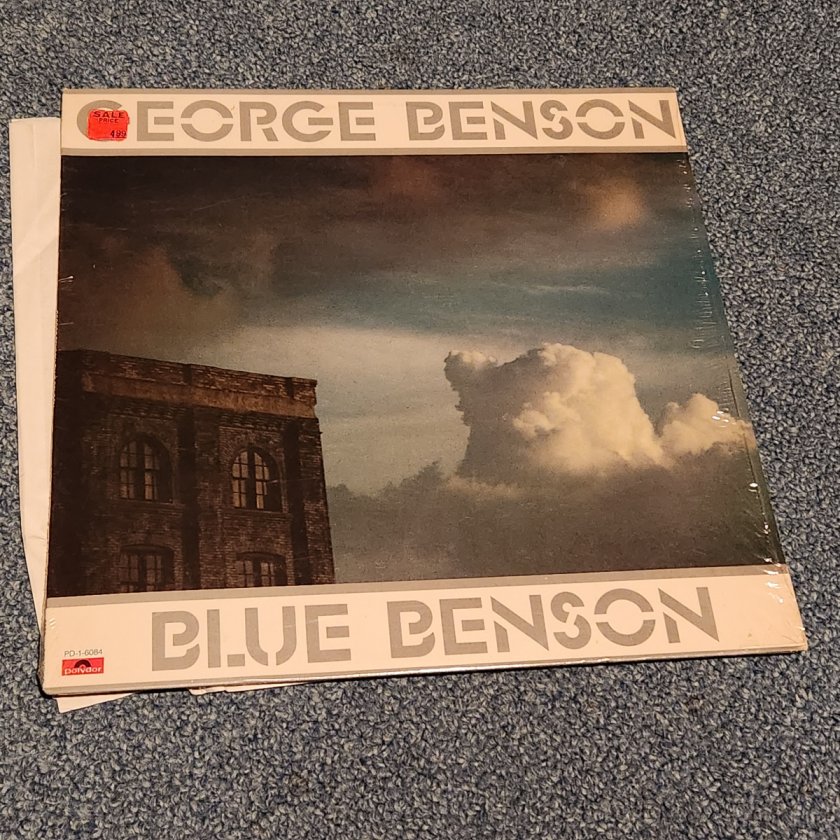 GEORGE BENSON
SALE
PRICE
4.99
BLUE BENSON
PD-1-6084
polydor